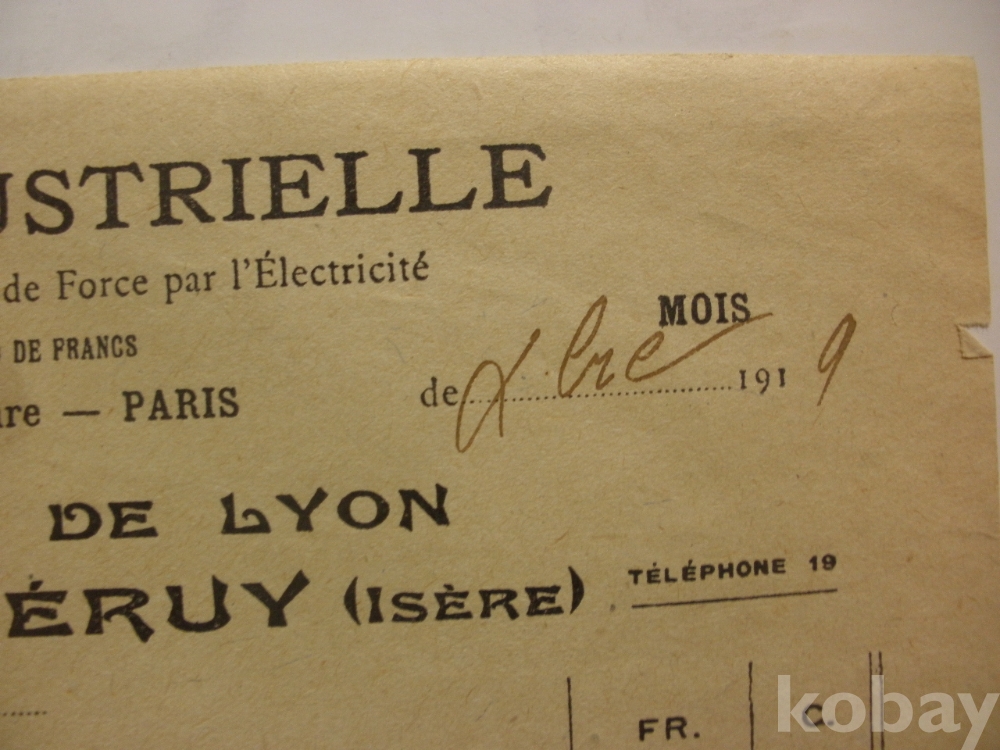 USTRIELLE
de Force par l'Électricité
MOIS
DE FRANCS
de Xbre 1919
re — PARIS
DE LYON
ÉRUY (ISÈRE) TÉLÉPHONE 19
FR. C.
kobay